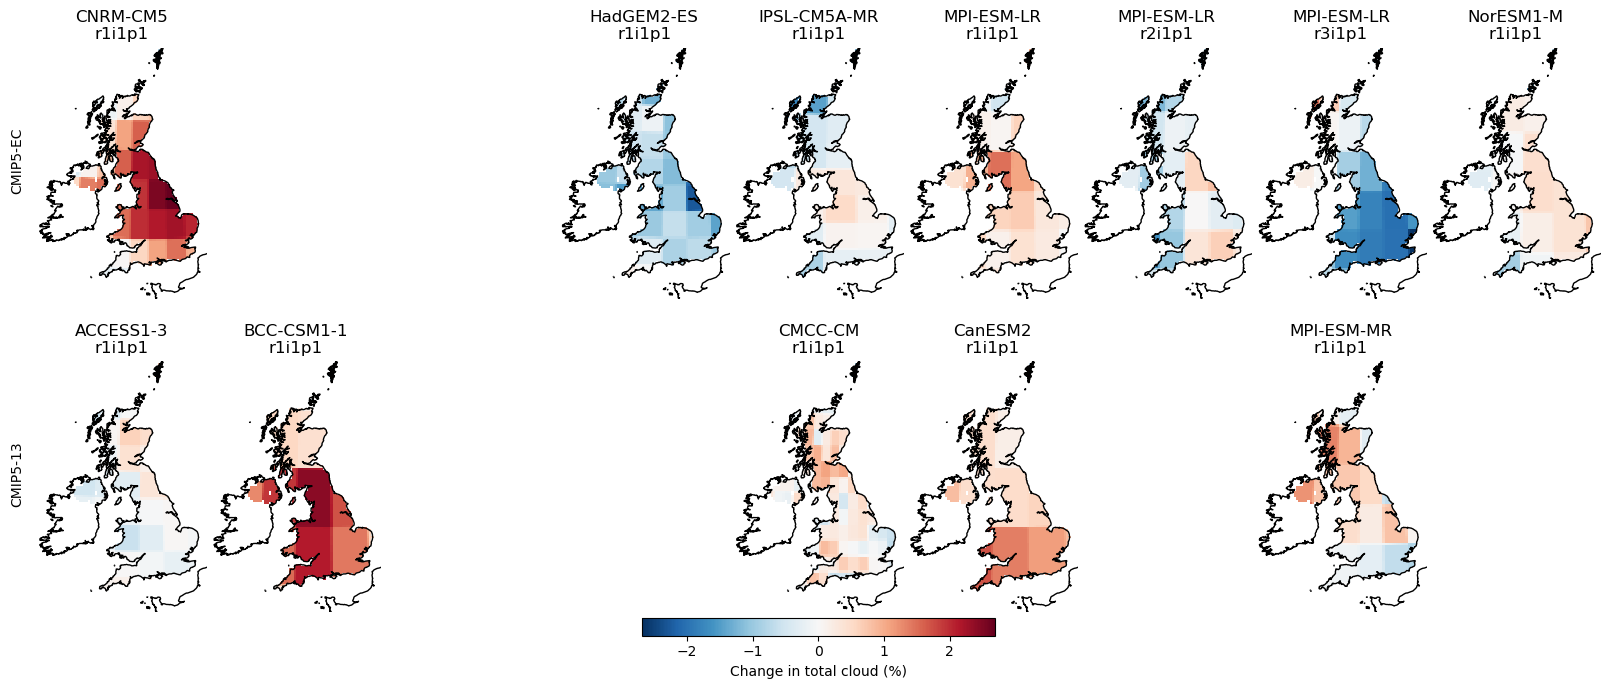 CNRM-CM5
r1i1p1
HadGEM2-ES
r1i1p1
IPSL-CM5A-MR
r1i1p1
MPI-ESM-LR
r1i1p1
MPI-ESM-LR
r2i1p1
MPI-ESM-LR
r3i1p1
NorESM1-M
r1i1p1
CMIP5-EC
ACCESS1-3
r1i1p1
BCC-CSM1-1
r1i1p1
CMCC-CM
r1i1p1
CanESM2
r1i1p1
MPI-ESM-MR
r1i1p1
CMIP5-13
−2 −1 0 1 2
Change in total cloud (%)